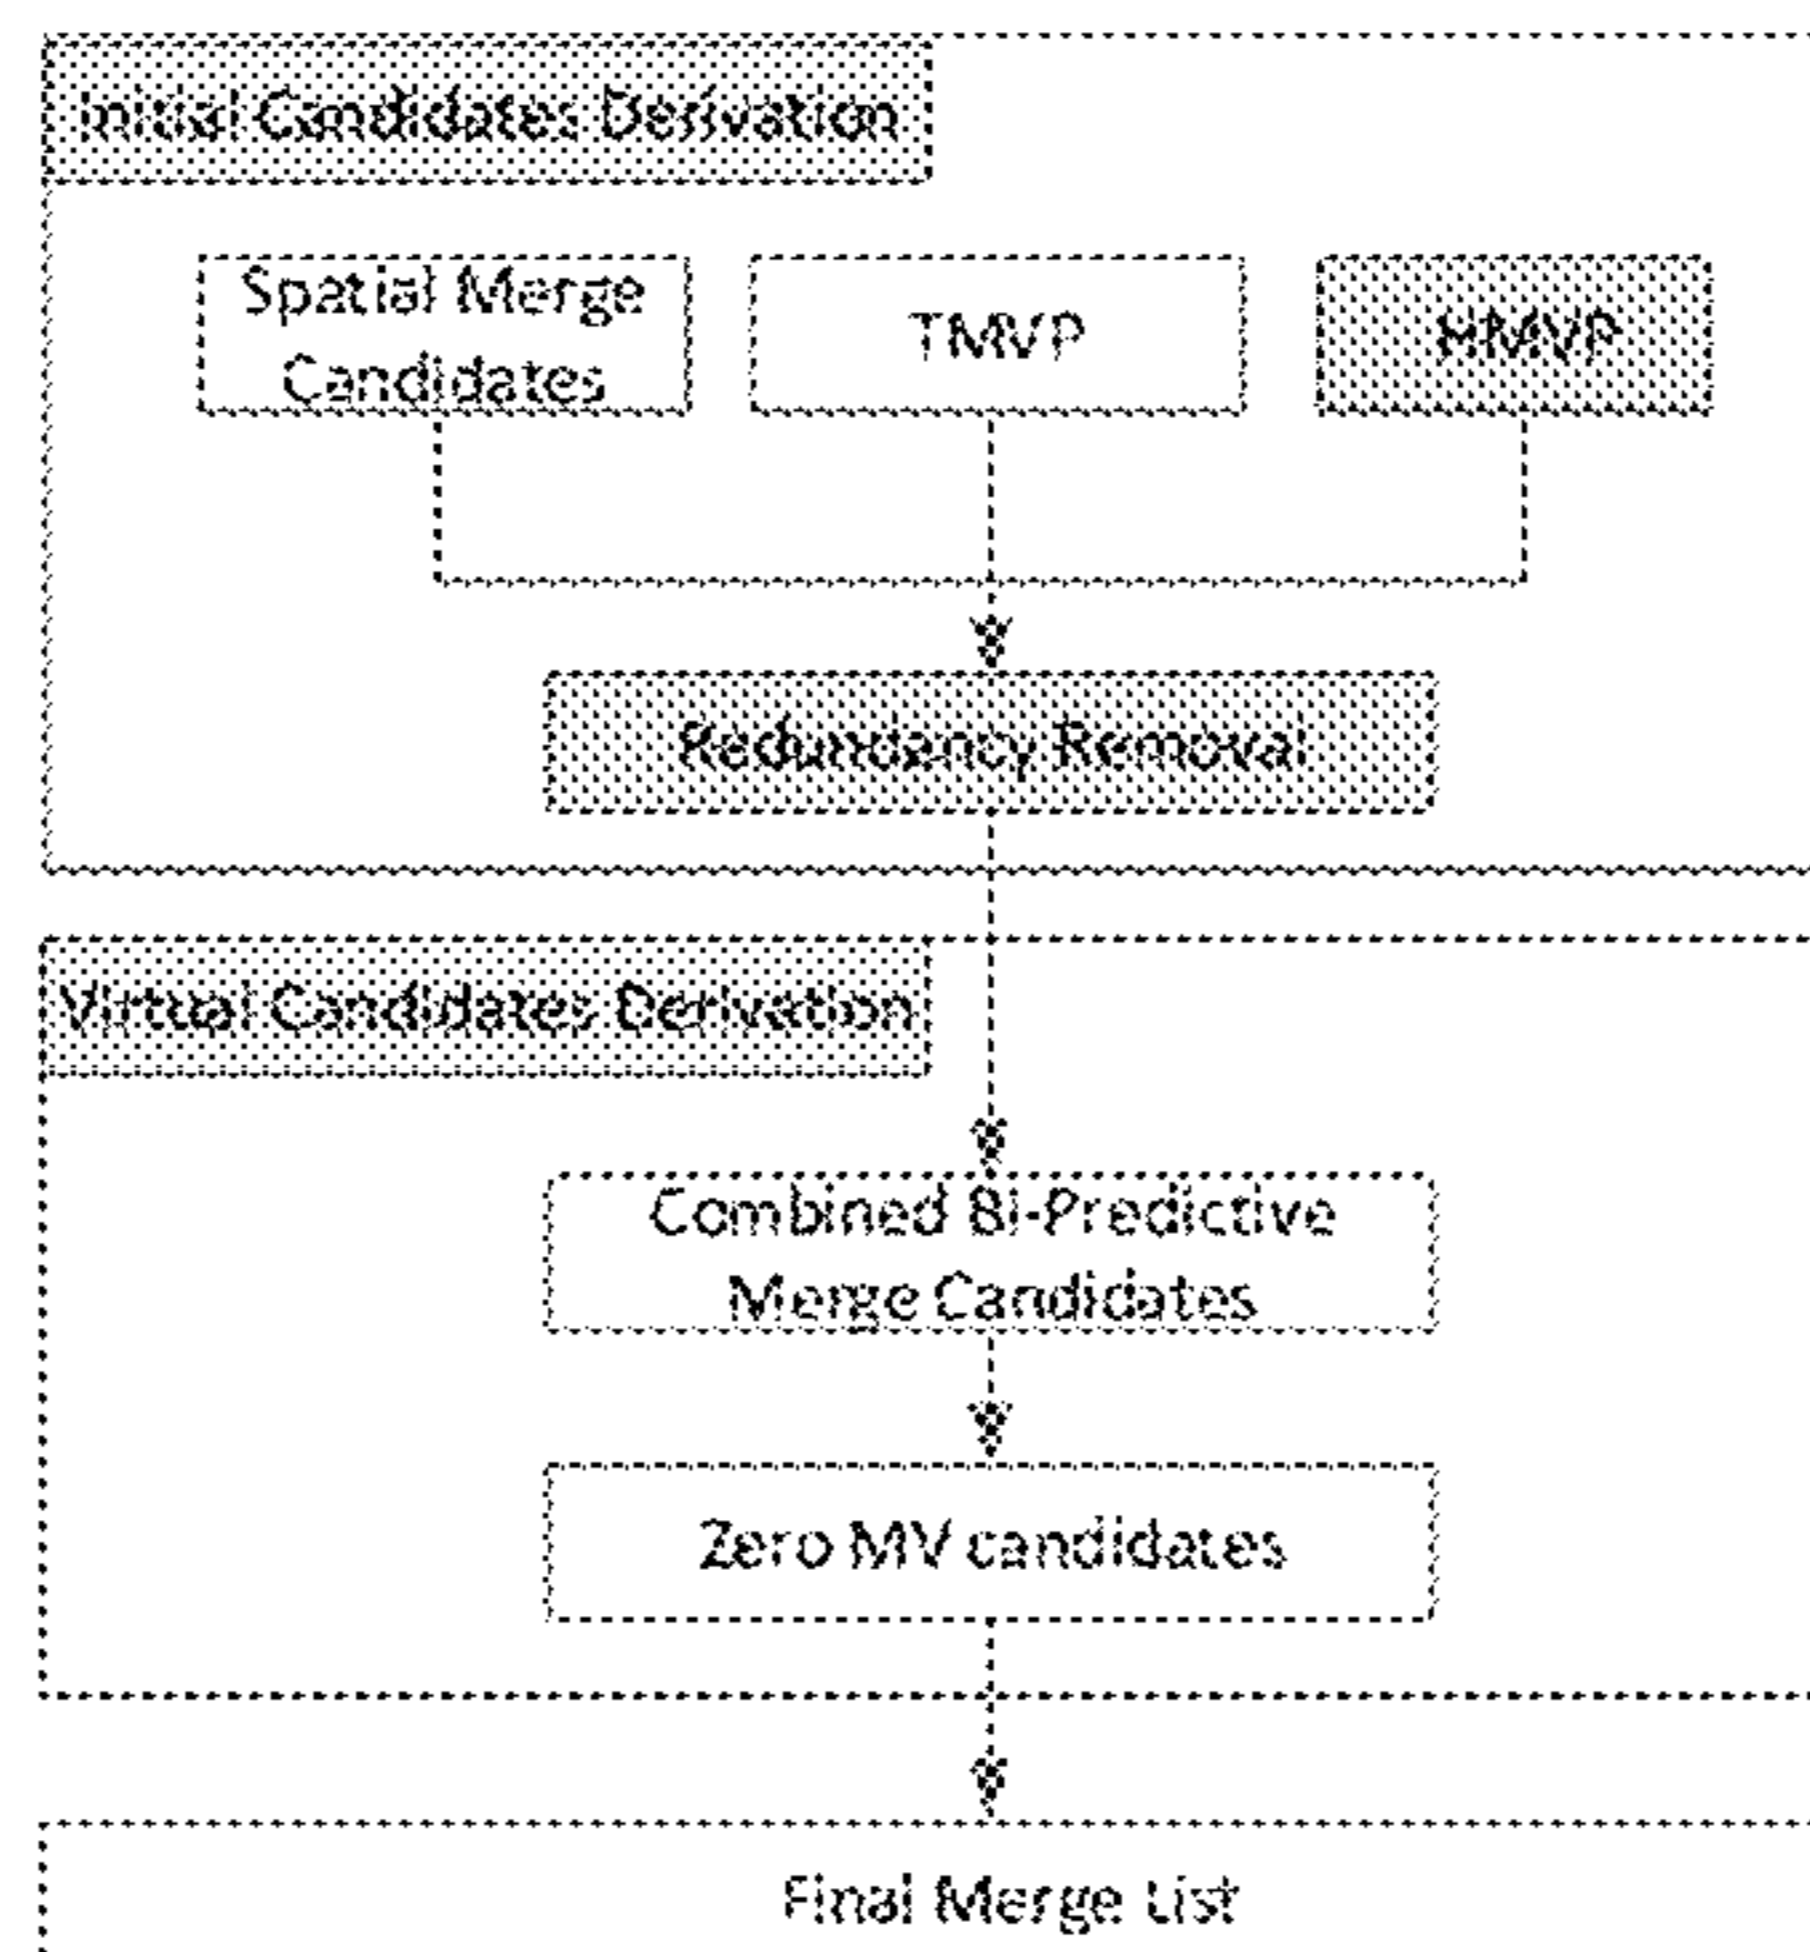 Initial Candidates Derivation
Spatial Merge
Candidates
TMVP
HMVP
Redundancy Removal
Virtual Candidates Derivation
Combined Bi-Predictive
Merge Candidates
Zero MV candidates
Final Merge List